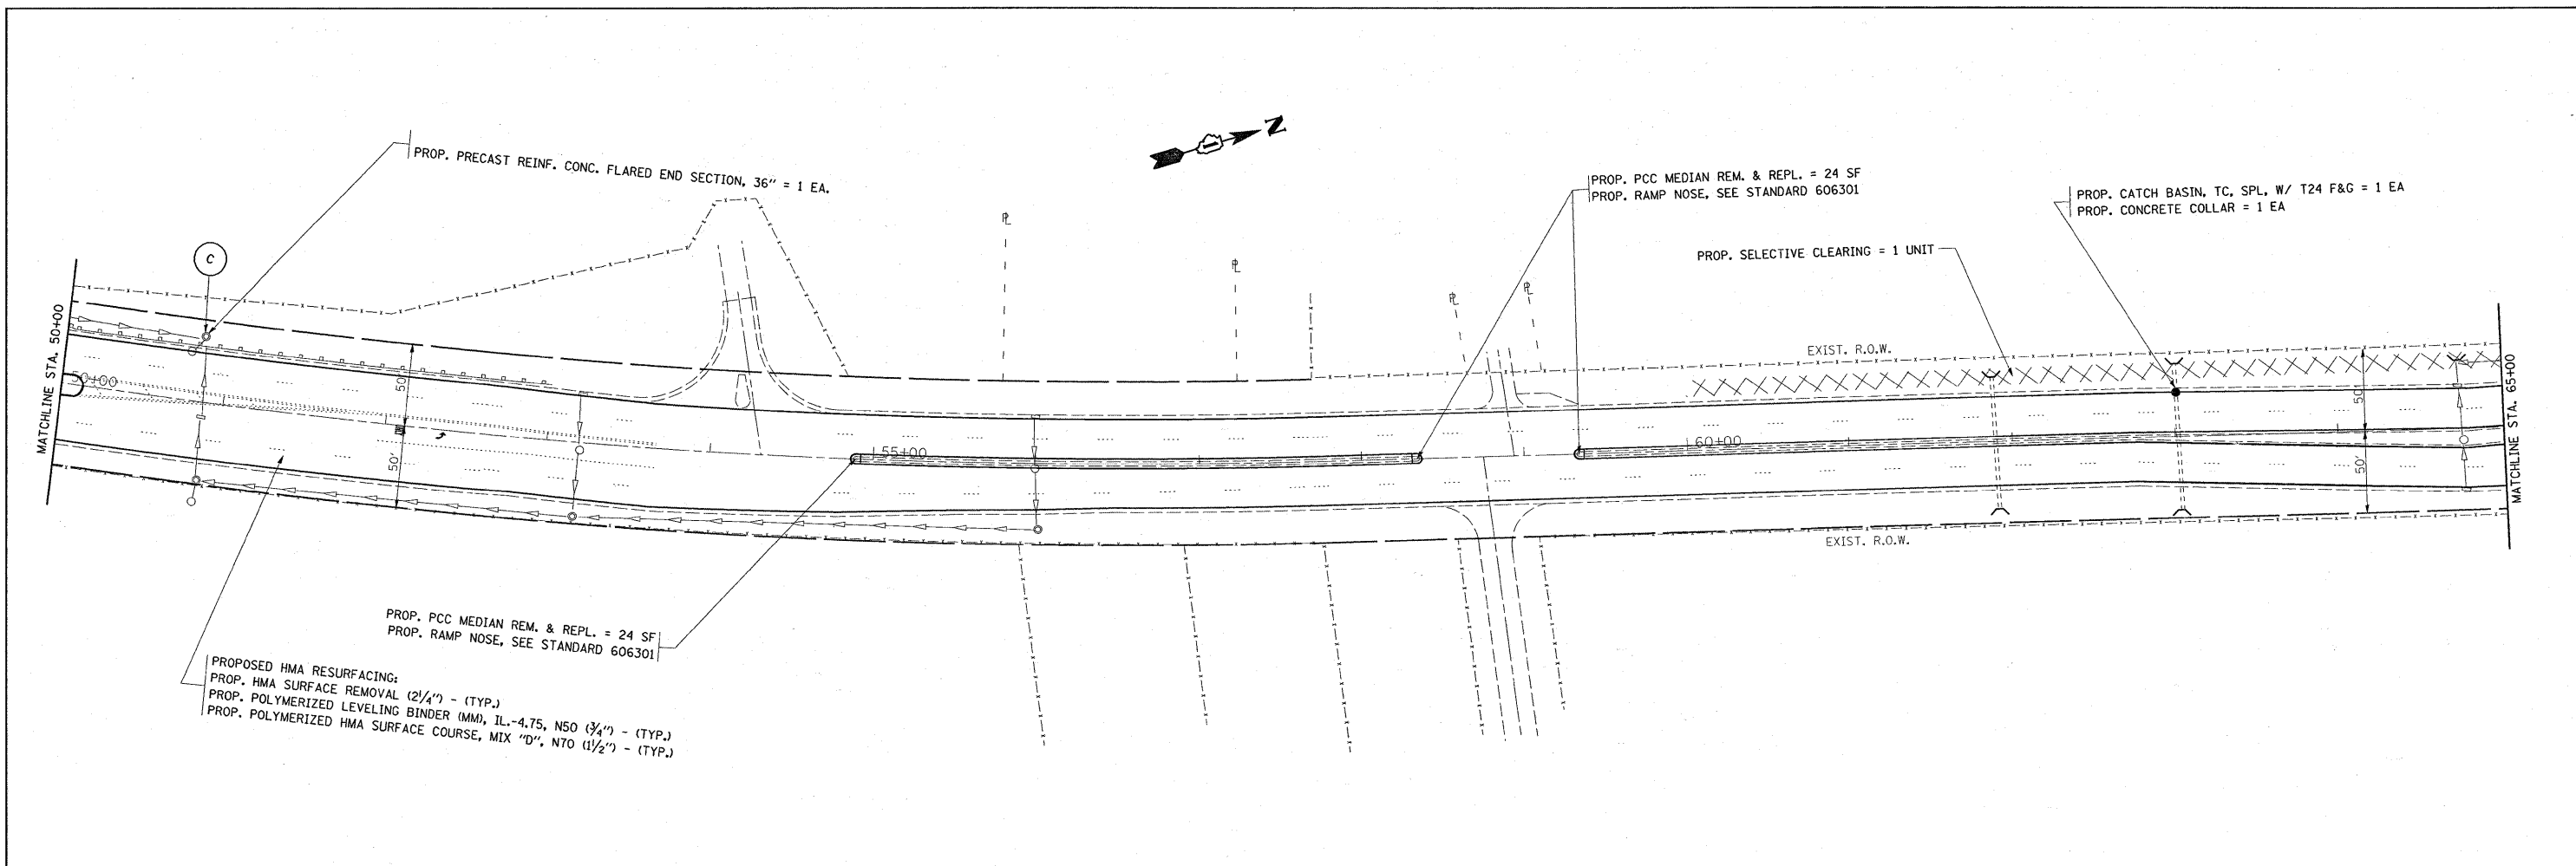 N
PROP. PRECAST REINF. CONC. FLARED END SECTION, 36" = 1 EA.
C
PROP. PCC MEDIAN REM. & REPL. = 24 SF
PROP. RAMP NOSE, SEE STANDARD 606301
PROP. CATCH BASIN, TC, SPL, W/ T24 F&G = 1 EA
PROP. CONCRETE COLLAR = 1 EA
PROP. SELECTIVE CLEARING = 1 UNIT
PL
PL
PL
PL
EXIST. R.O.W.
MATCHLINE STA. 50+00
50+00
50'
50'
55+00
60+00
50'
50'
MATCHLINE STA. 65+00
EXIST. R.O.W.
PROP. PCC MEDIAN REM. & REPL. = 24 SF
PROP. RAMP NOSE, SEE STANDARD 606301
PROPOSED HMA RESURFACING:
PROP. HMA SURFACE REMOVAL (2¼") - (TYP.)
PROP. POLYMERIZED LEVELING BINDER (MM), IL.-4.75, N50 (¾") - (TYP.)
PROP. POLYMERIZED HMA SURFACE COURSE, MIX "D", N70 (1½") - (TYP.)